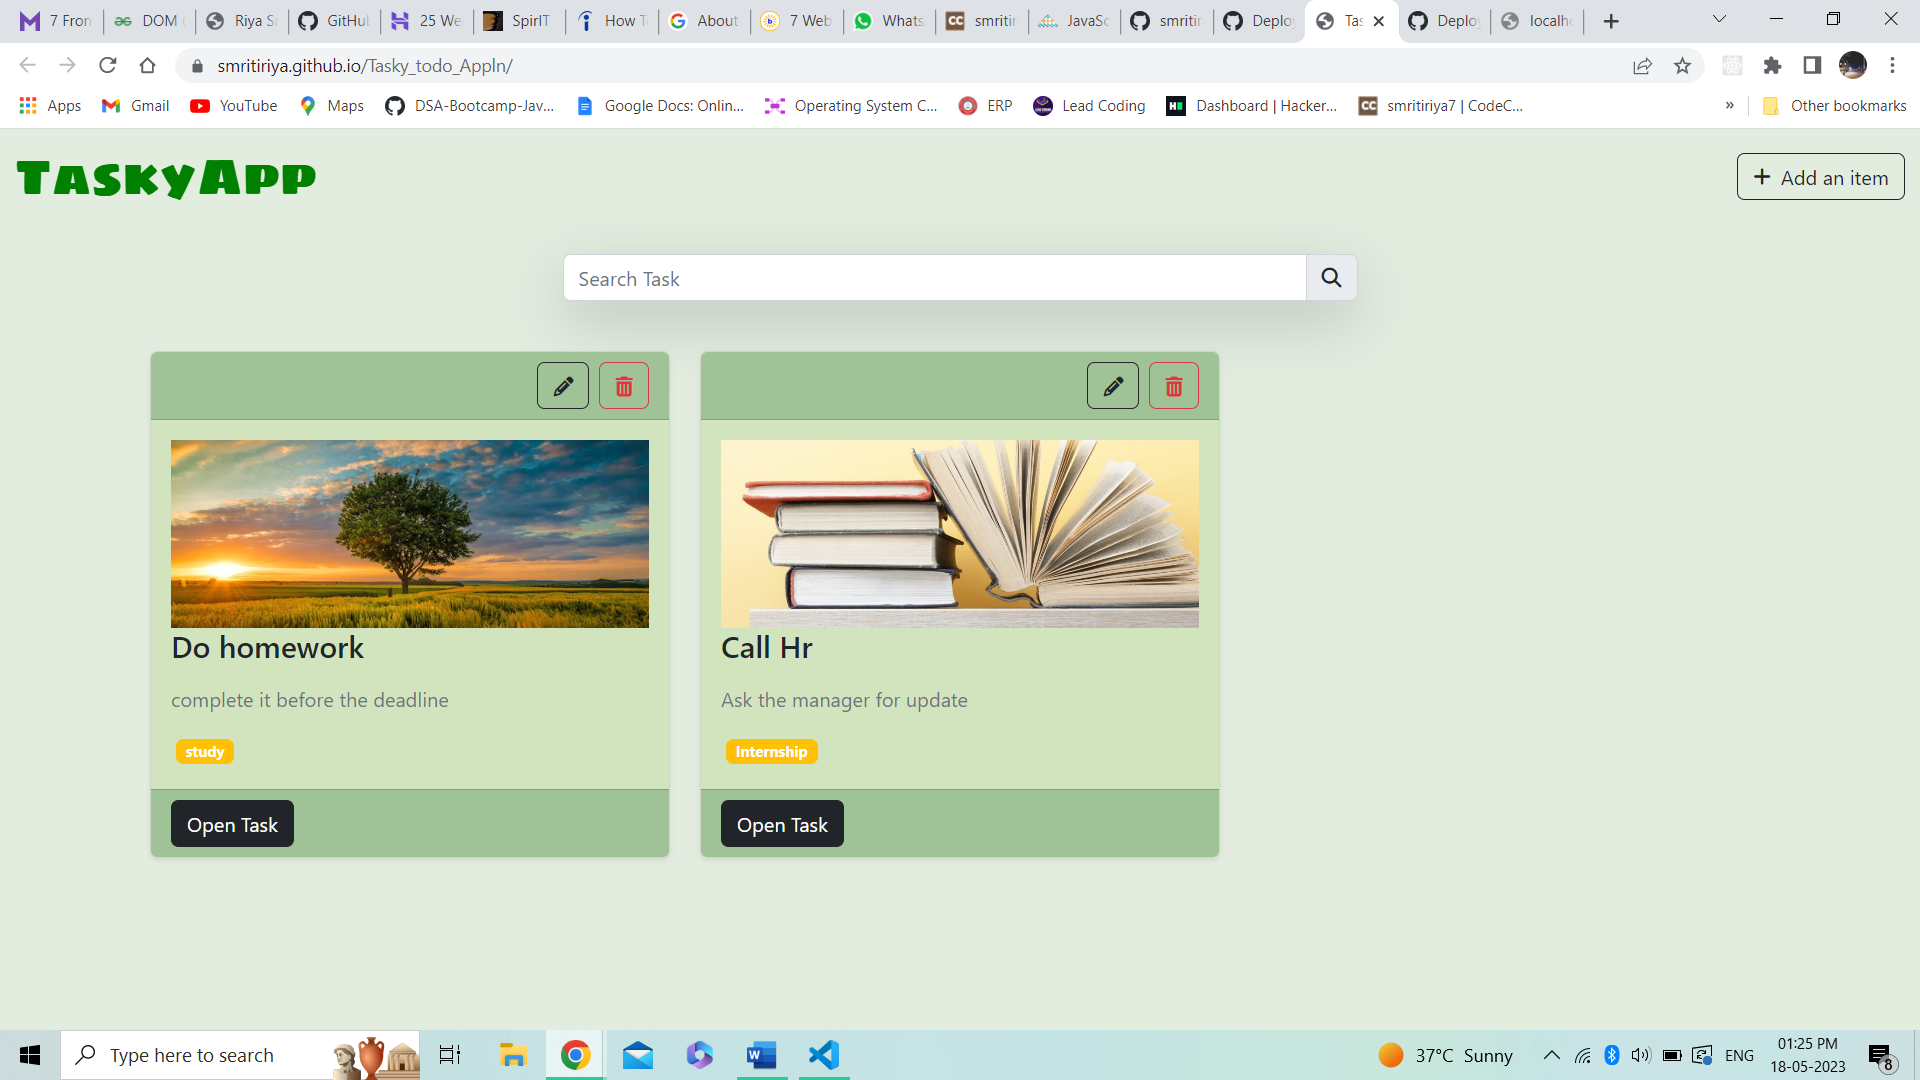 7 Fron DOM Riya S GitHub 25 We SpirIT How T About 7 Web Whats smritir JavaSc smritir Deploy Tas Deploy localh
smritiriya.github.io/Tasky_todo_Appln/
Apps Gmail YouTube Maps DSA-Bootcamp-Jav... Google Docs: Onlin... Operating System C... ERP Lead Coding Dashboard | Hacker... smritiriya7 | CodeC... » Other bookmarks
TaskyApp
+ Add an item
Search Task
Do homework
complete it before the deadline
study
Open Task
Call Hr
Ask the manager for update
Internship
Open Task
Type here to search
37°C Sunny
ENG
01:25 PM
18-05-2023
8